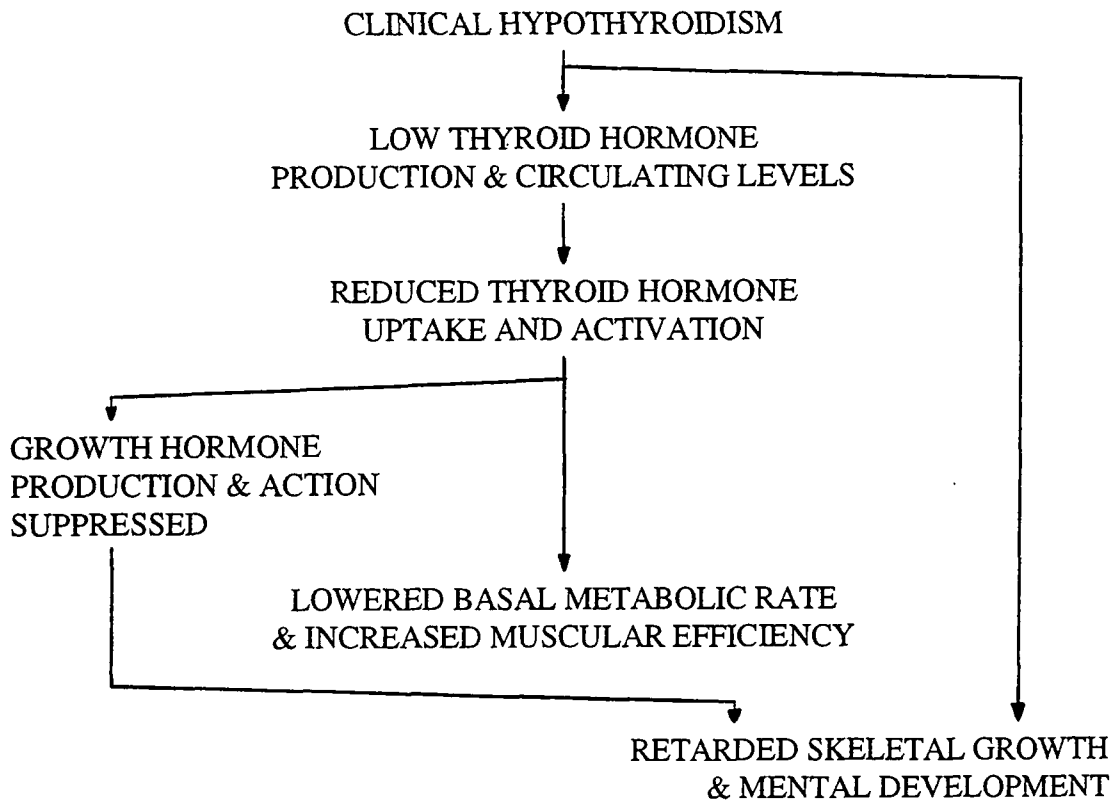 CLINICAL HYPOTHYROIDISM
LOW THYROID HORMONE
PRODUCTION & CIRCULATING LEVELS
REDUCED THYROID HORMONE
UPTAKE AND ACTIVATION
GROWTH HORMONE
PRODUCTION & ACTION
SUPPRESSED
LOWERED BASAL METABOLIC RATE
& INCREASED MUSCULAR EFFICIENCY
RETARDED SKELETAL GROWTH
& MENTAL DEVELOPMENT